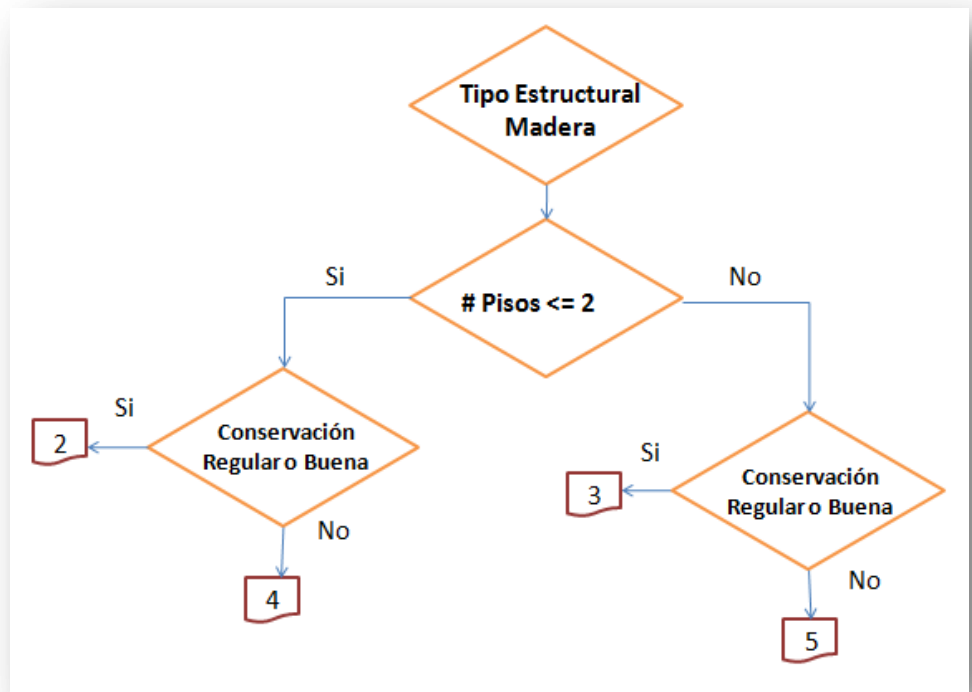 Tipo Estructural
Madera
Si
No
# Pisos <= 2
Si
Conservación
Regular o Buena
2
No
4
Si
Conservación
Regular o Buena
3
No
5